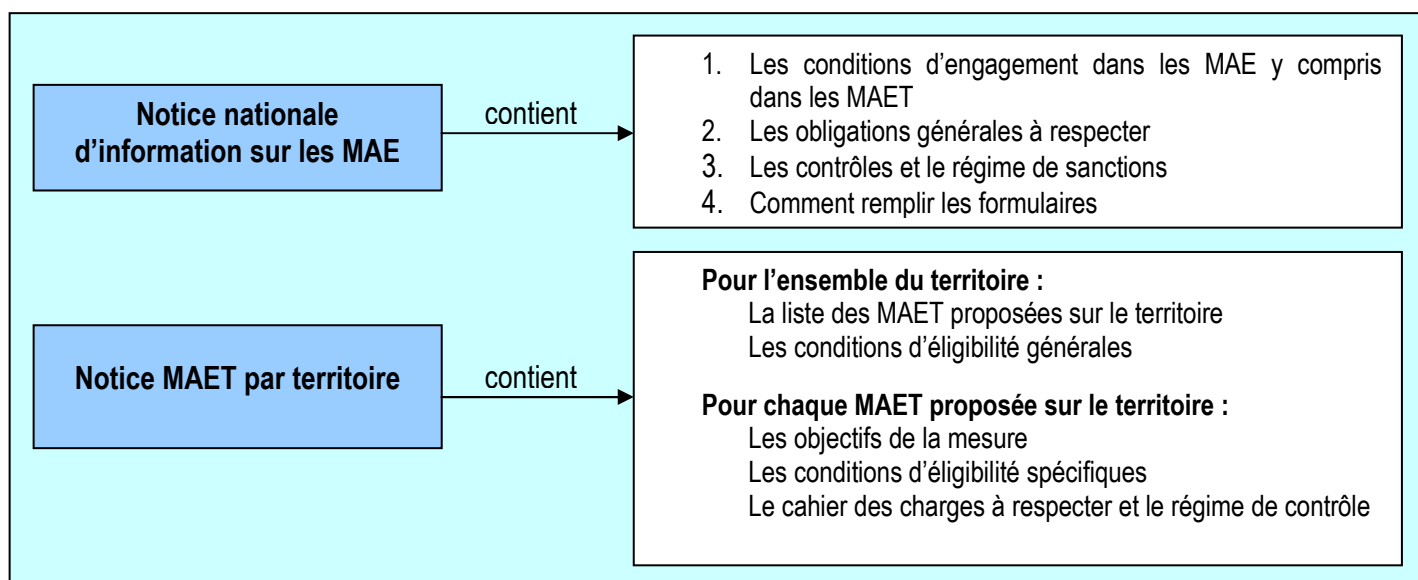 Notice nationale
d’information sur les MAE
contient
1. Les conditions d’engagement dans les MAE y compris
dans les MAET
2. Les obligations générales à respecter
3. Les contrôles et le régime de sanctions
4. Comment remplir les formulaires
Notice MAET par territoire
contient
Pour l’ensemble du territoire :
La liste des MAET proposées sur le territoire
Les conditions d’éligibilité générales
Pour chaque MAET proposée sur le territoire :
Les objectifs de la mesure
Les conditions d’éligibilité spécifiques
Le cahier des charges à respecter et le régime de contrôle